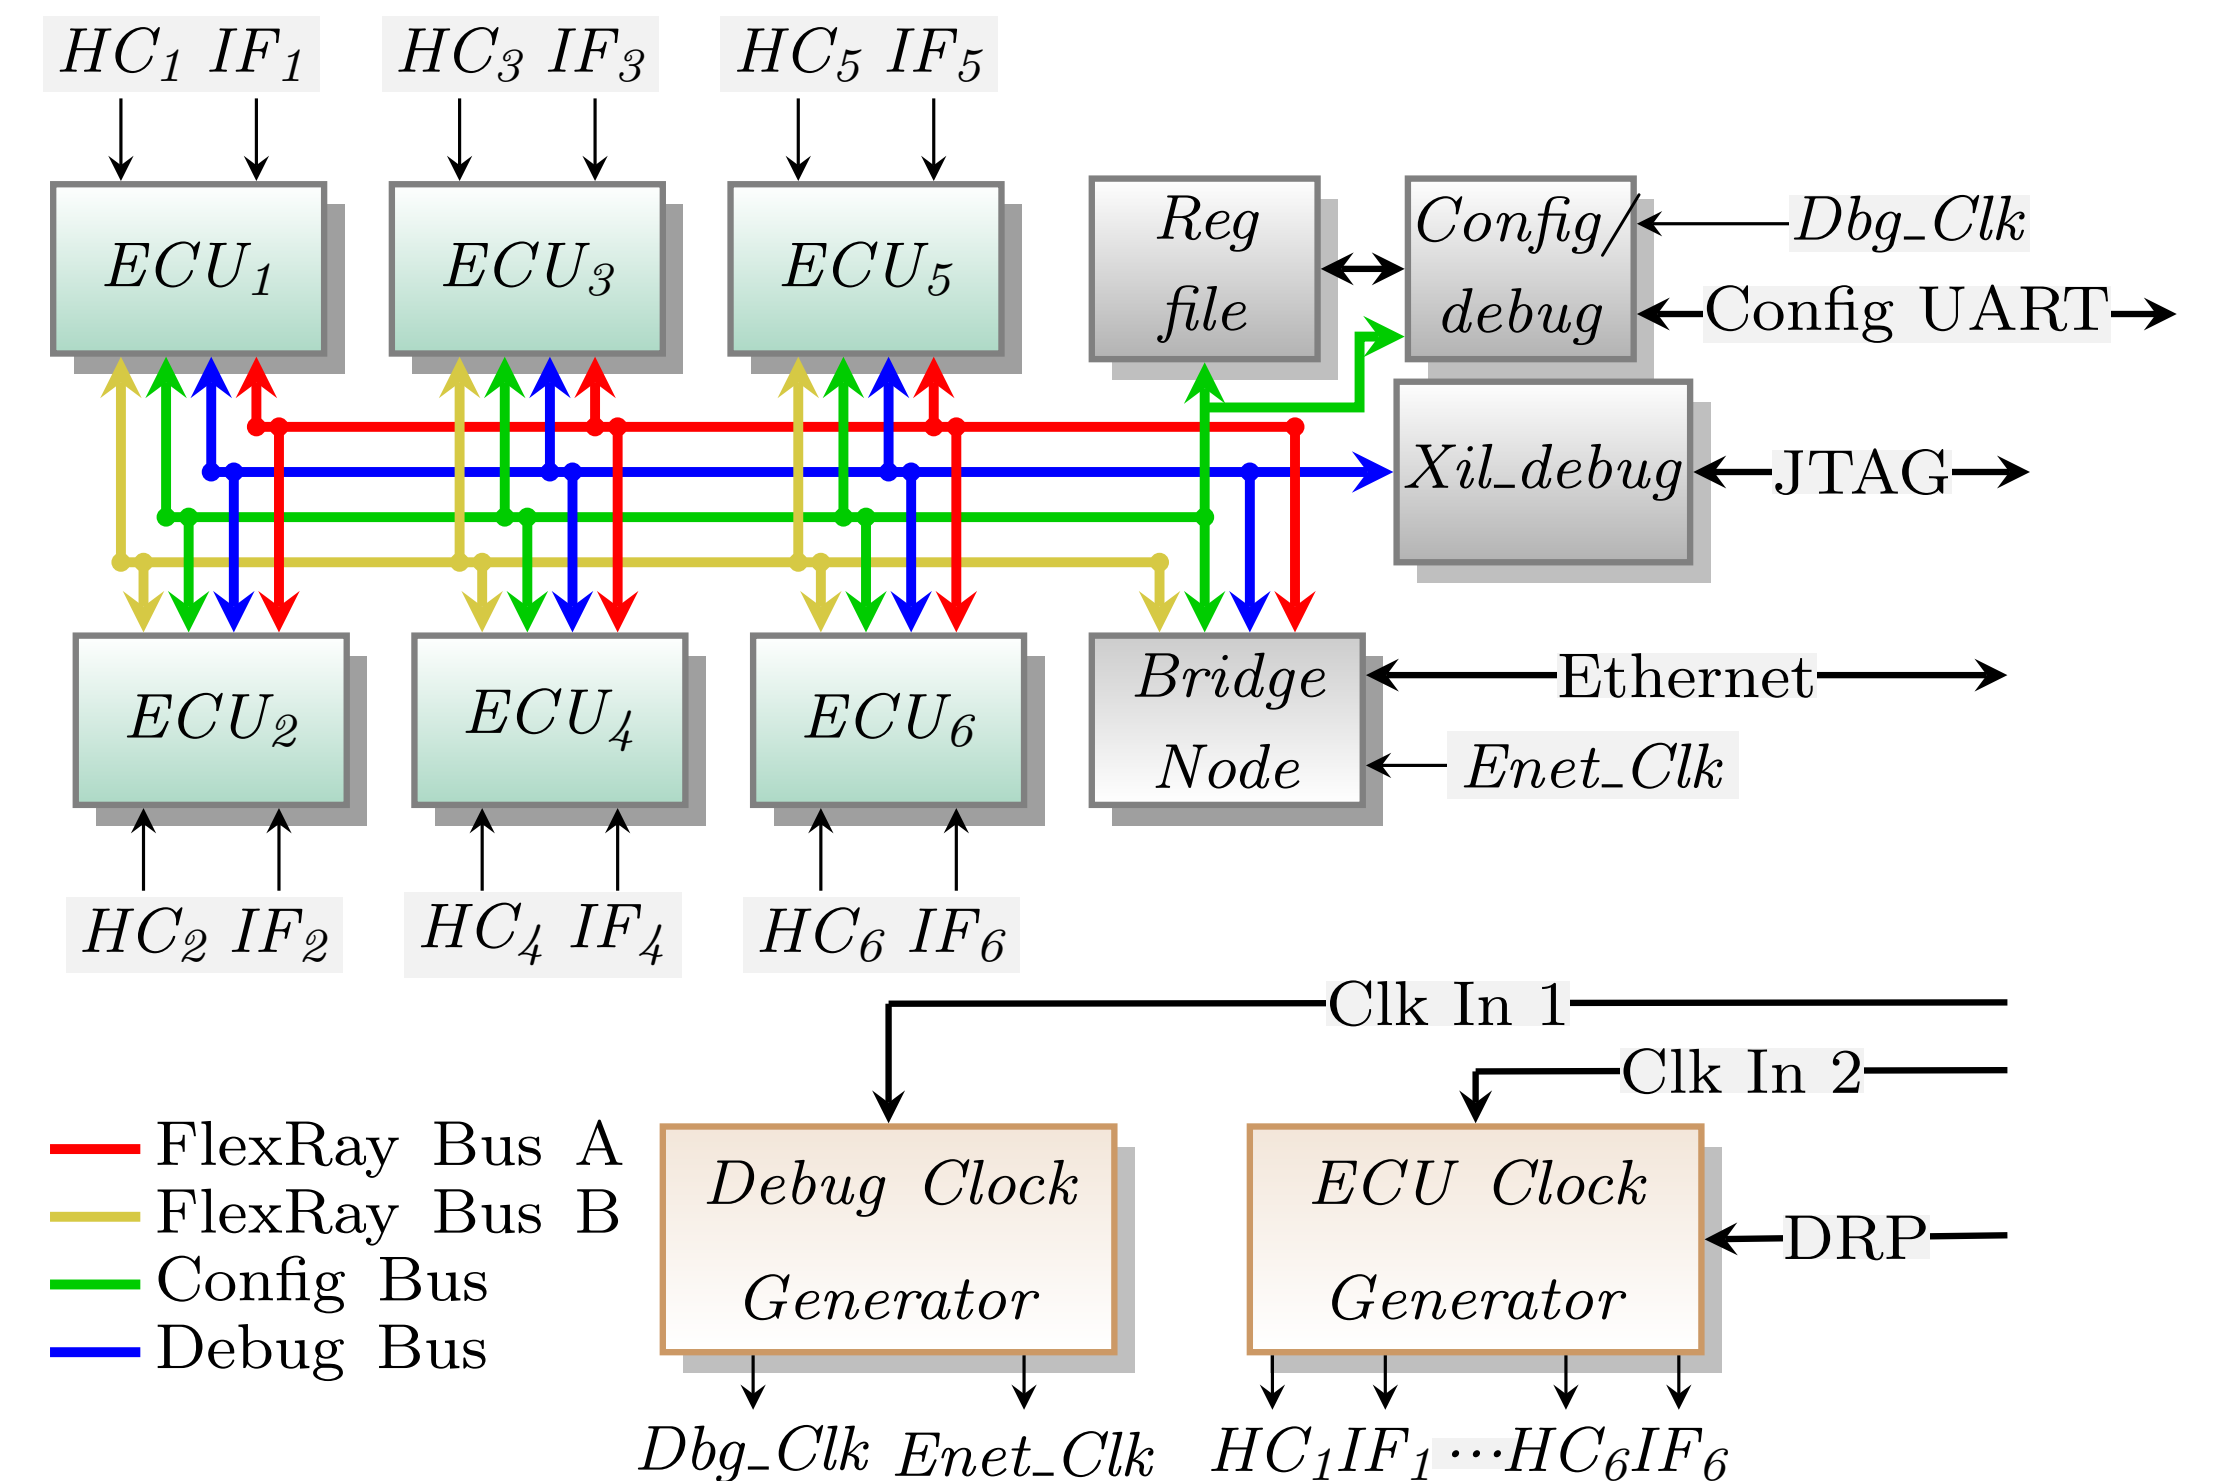 HC1 IF1 HC3 IF3 HC5 IF5
ECU1 ECU3 ECU5
Reg
file
Config/
debug
Dbg_Clk
Config UART
Xil_debug
JTAG
ECU2 ECU4 ECU6
Bridge
Node
Ethernet
Enet_Clk
HC2 IF2 HC4 IF4 HC6 IF6
Clk In 1
Clk In 2
FlexRay Bus A
FlexRay Bus B
Config Bus
Debug Bus
Debug Clock
Generator
ECU Clock
Generator
DRP
Dbg_Clk Enet_Clk
HC1IF1 ···HC6IF6